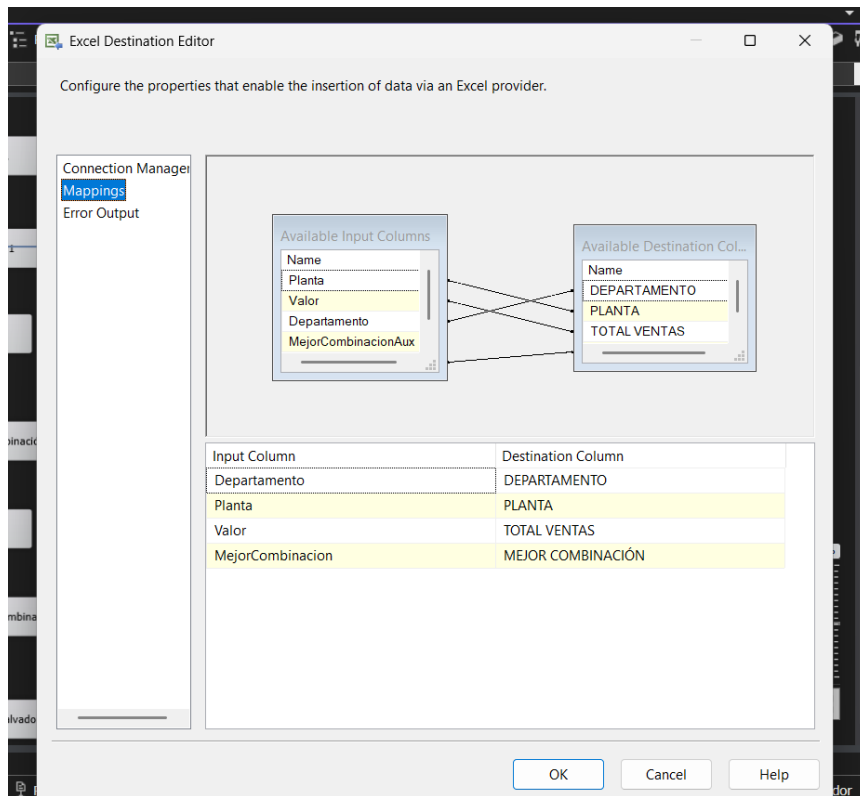 Excel Destination Editor
Configure the properties that enable the insertion of data via an Excel provider.
Connection Manager
Mappings
Error Output
Available Input Columns
Name
Planta
Valor
Departamento
MejorCombinacionAux
Available Destination Col...
Name
DEPARTAMENTO
PLANTA
TOTAL VENTAS
Input Column Destination Column
Departamento DEPARTAMENTO
Planta PLANTA
Valor TOTAL VENTAS
MejorCombinacion MEJOR COMBINACIÓN
OK Cancel Help